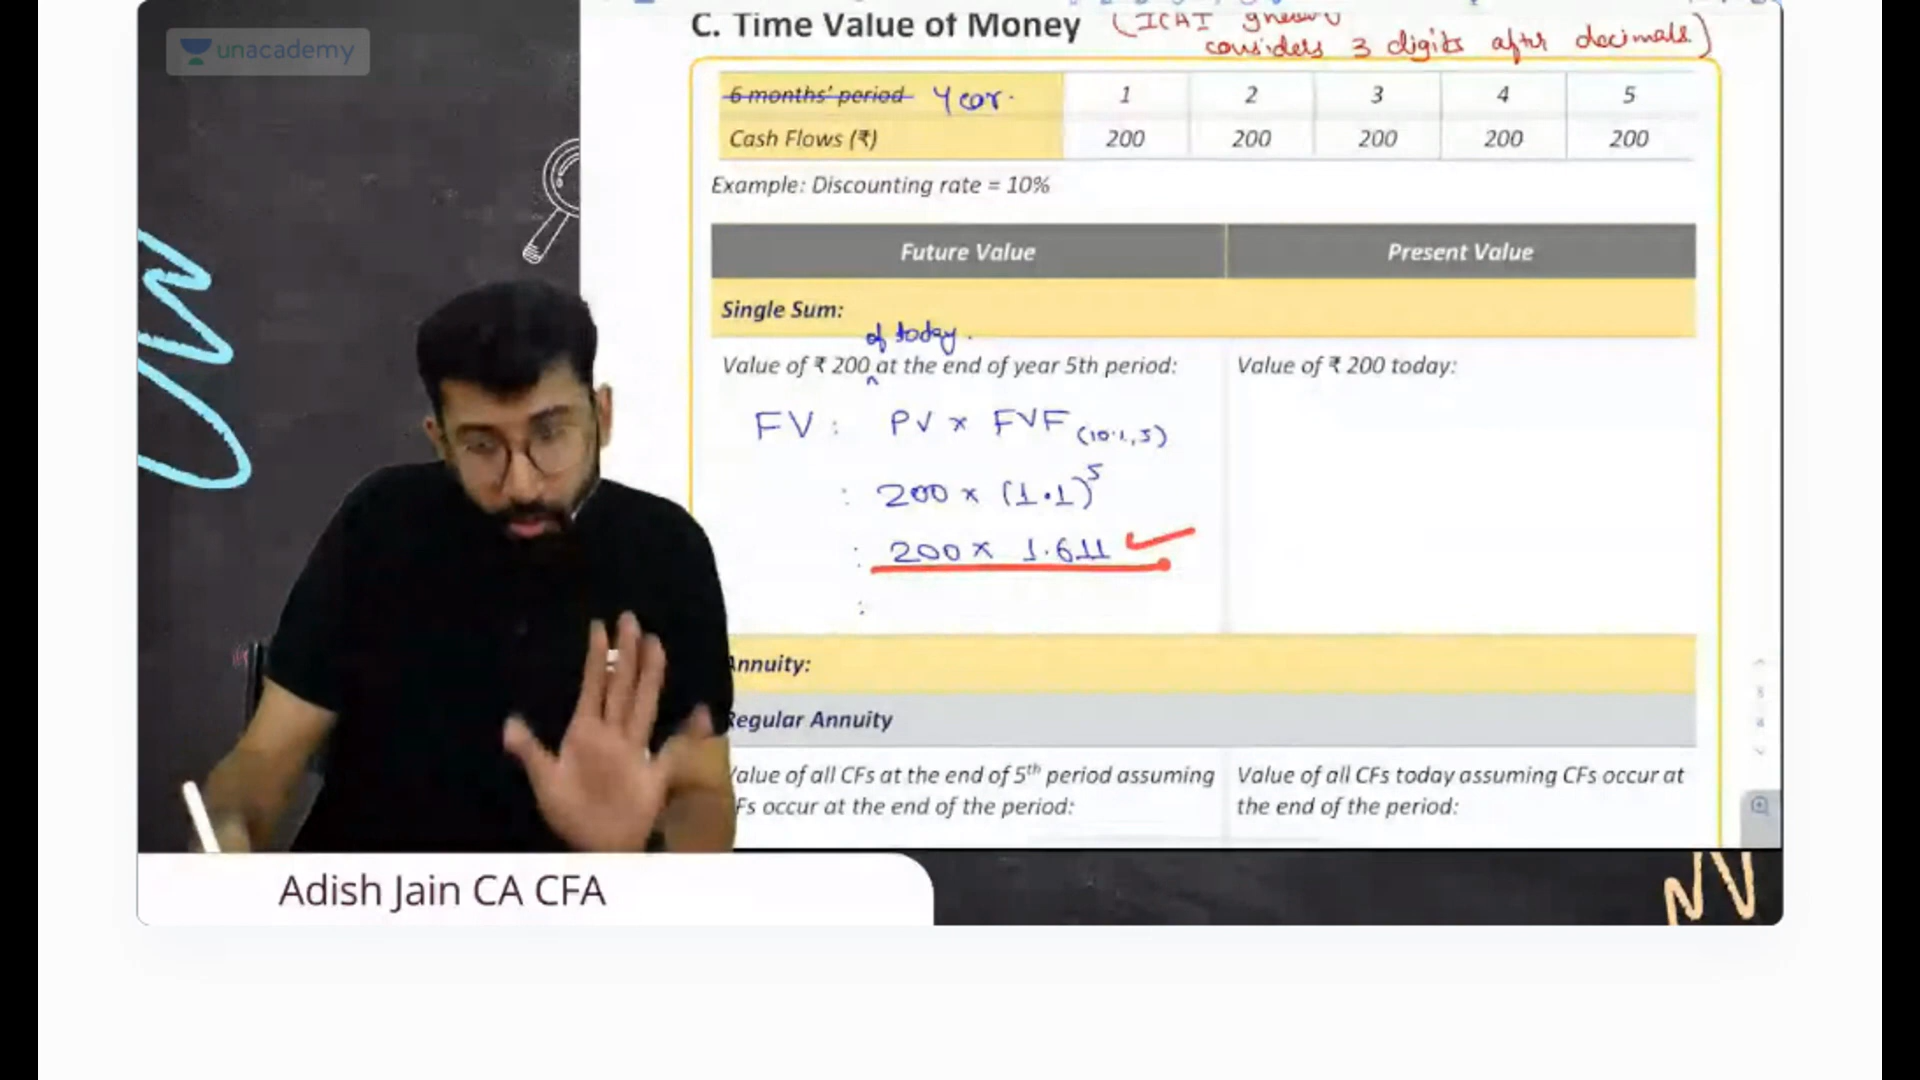 unacademy
C. Time Value of Money (ICAI
considers 3 digits after decimals)
6 months' period Year. 1 2 3 4 5
Cash Flows (₹) 200 200 200 200 200
Example: Discounting rate = 10%
Future Value Present Value
Single Sum:
of today.
Value of ₹ 200 ^ at the end of year 5th period: Value of ₹ 200 today:
FV : PV × FVF (10%,5)
: 200 × (1.1)⁵
: 200 × 1.611 ✓
:
Annuity:
Regular Annuity
Value of all CFs at the end of 5th period assuming
CFs occur at the end of the period:
Value of all CFs today assuming CFs occur at
the end of the period:
Adish Jain CA CFA